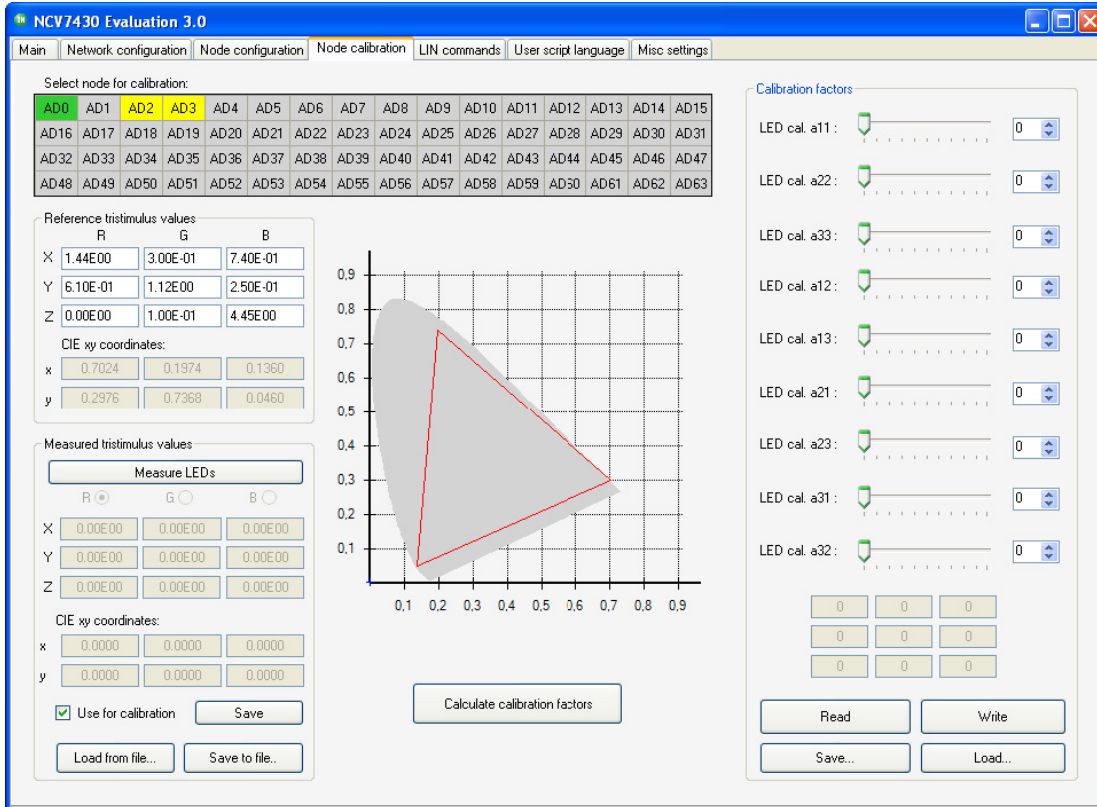 NCV7430 Evaluation 3.0
Main Network configuration Node configuration Node calibration LIN commands User script language Misc settings
Select node for calibration:
AD0 AD1 AD2 AD3 AD4 AD5 AD6 AD7 AD8 AD9 AD10 AD11 AD12 AD13 AD14 AD15
AD16 AD17 AD18 AD19 AD20 AD21 AD22 AD23 AD24 AD25 AD26 AD27 AD28 AD29 AD30 AD31
AD32 AD33 AD34 AD35 AD36 AD37 AD38 AD39 AD40 AD41 AD42 AD43 AD44 AD45 AD46 AD47
AD48 AD49 AD50 AD51 AD52 AD53 AD54 AD55 AD56 AD57 AD58 AD59 AD60 AD61 AD62 AD63
Reference tristimulus values
R G B
X 1.44E00 3.00E-01 7.40E-01
Y 6.10E-01 1.12E00 2.50E-01
Z 0.00E00 1.00E-01 4.45E00
CIE xy coordinates:
x 0.7024 0.1974 0.1360
y 0.2976 0.7368 0.0460
Measured tristimulus values
Measure LEDs
R G B
X 0.00E00 0.00E00 0.00E00
Y 0.00E00 0.00E00 0.00E00
Z 0.00E00 0.00E00 0.00E00
CIE xy coordinates:
x 0.0000 0.0000 0.0000
y 0.0000 0.0000 0.0000
Use for calibration Save
Load from file... Save to file..
0,9
0,8
0,7
0,6
0,5
0,4
0,3
0,2
0,1
0,1 0,2 0,3 0,4 0,5 0,6 0,7 0,8 0,9
Calculate calibration factors
Calibration factors
LED cal. a11 : 0
LED cal. a22 : 0
LED cal. a33 : 0
LED cal. a12 : 0
LED cal. a13 : 0
LED cal. a21 : 0
LED cal. a23 : 0
LED cal. a31 : 0
LED cal. a32 : 0
0 0 0
0 0 0
0 0 0
Read Write
Save... Load...